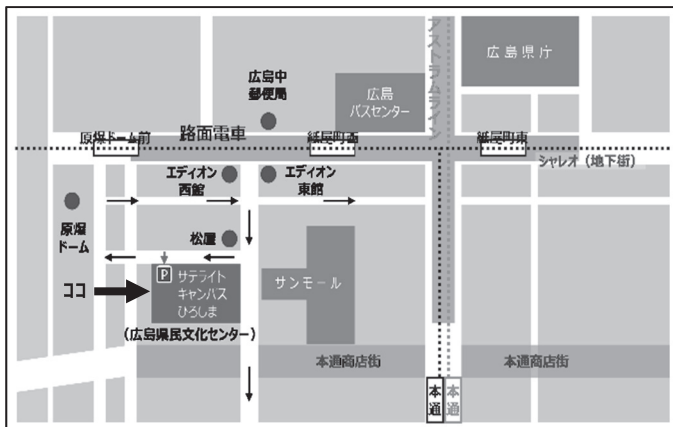 アストラムライン
広島県庁
広島中
郵便局
広島
バスセンター
原爆ドーム前
路面電車
紙屋町西
紙屋町東
シャレオ（地下街）
エディオン
西館
エディオン
東館
原爆
ドーム
松屋
P
サテライト
キャンパス
ひろしま
サンモール
ココ
（広島県民文化センター）
本通商店街
本通商店街
本通
本通